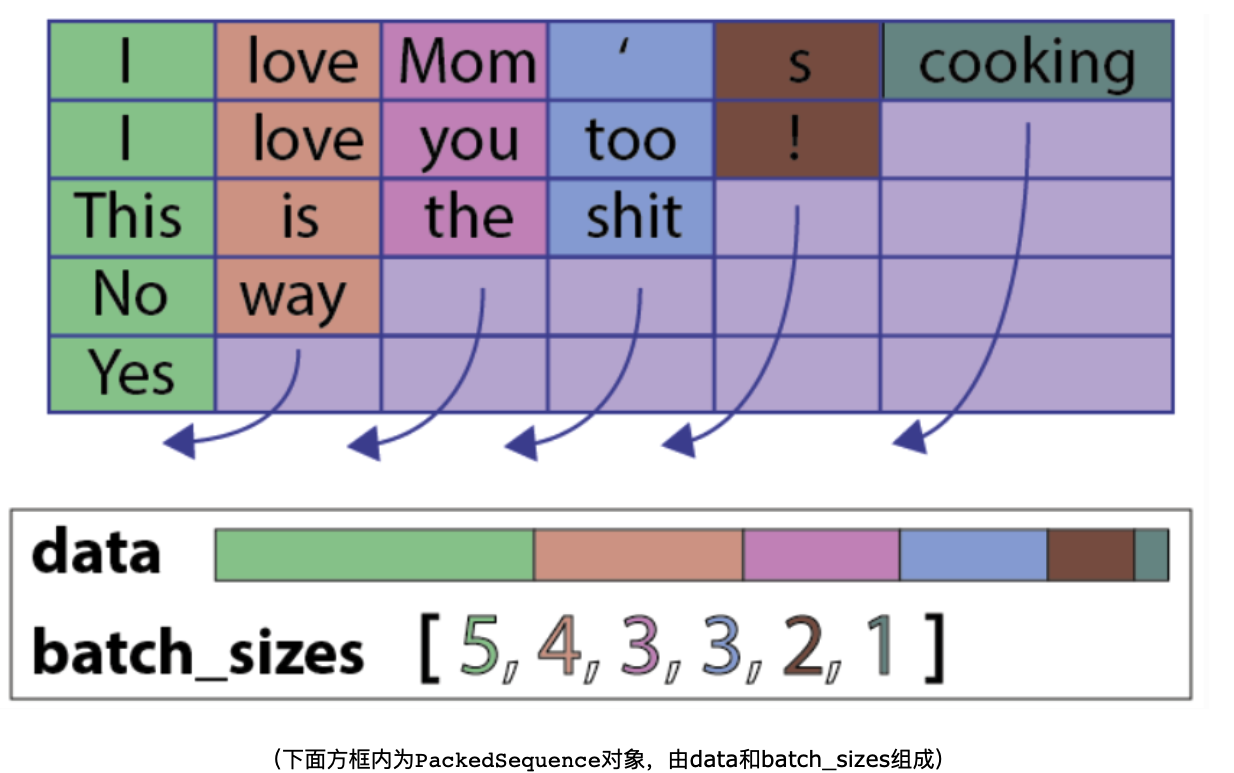 I love Mom ‘ s cooking
I love you too !
This is the shit
No way
Yes
data
batch_sizes [ 5, 4, 3, 3, 2, 1 ]
（下面方框内为PackedSequence对象，由data和batch_sizes组成）